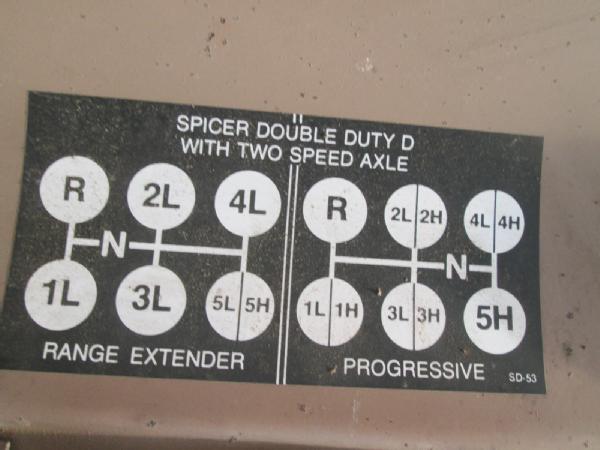 SPICER DOUBLE DUTY D
WITH TWO SPEED AXLE
R 2L 4L
N
1L 3L 5L 5H
RANGE EXTENDER
R 2L 2H 4L 4H
N
1L 1H 3L 3H 5H
PROGRESSIVE
SD-53